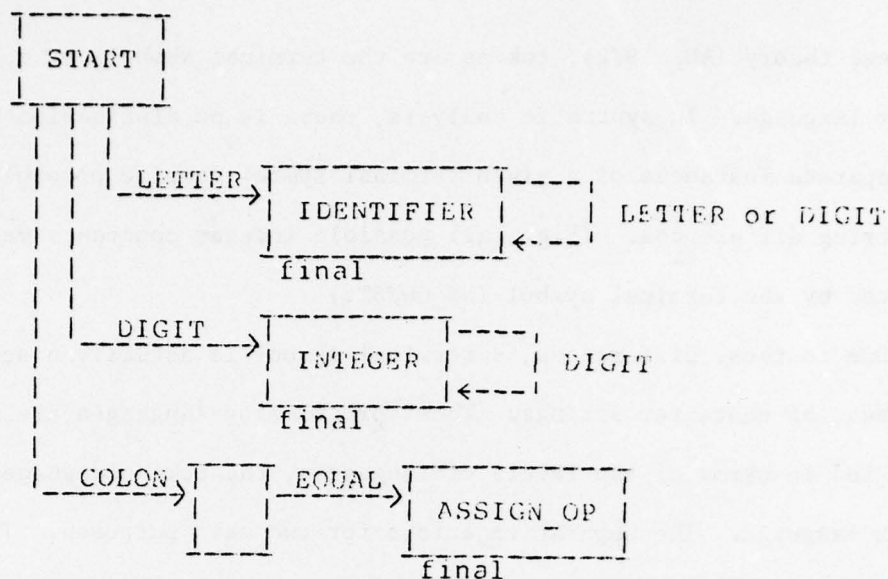 START
LETTER
IDENTIFIER
LETTER or DIGIT
final
DIGIT
INTEGER
DIGIT
final
COLON
EQUAL
ASSIGN_OP
final